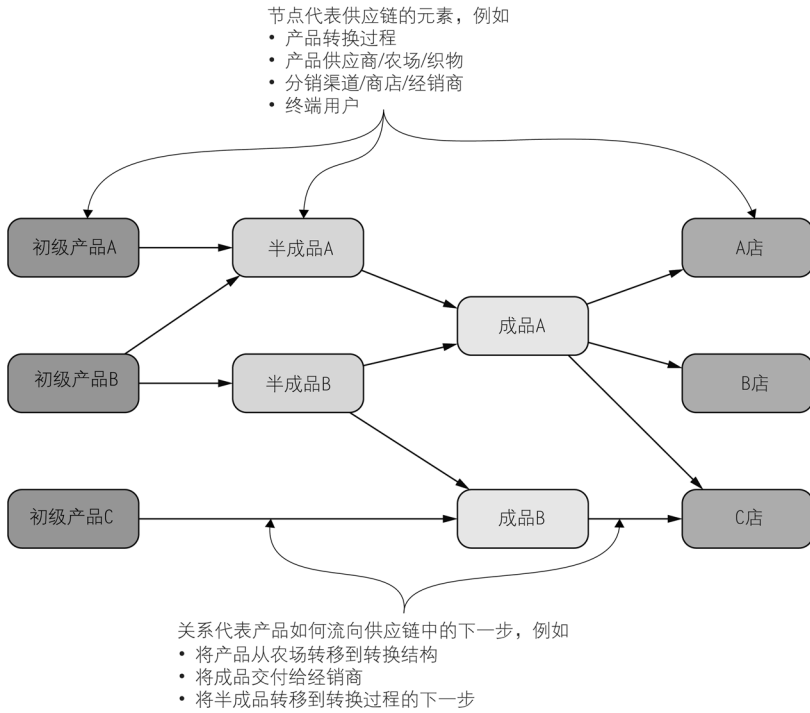 节点代表供应链的元素，例如
• 产品转换过程
• 产品供应商/农场/织物
• 分销渠道/商店/经销商
• 终端用户
初级产品A
半成品A
A店
成品A
初级产品B
半成品B
B店
初级产品C
成品B
C店
关系代表产品如何流向供应链中的下一步，例如
• 将产品从农场转移到转换结构
• 将成品交付给经销商
• 将半成品转移到转换过程的下一步